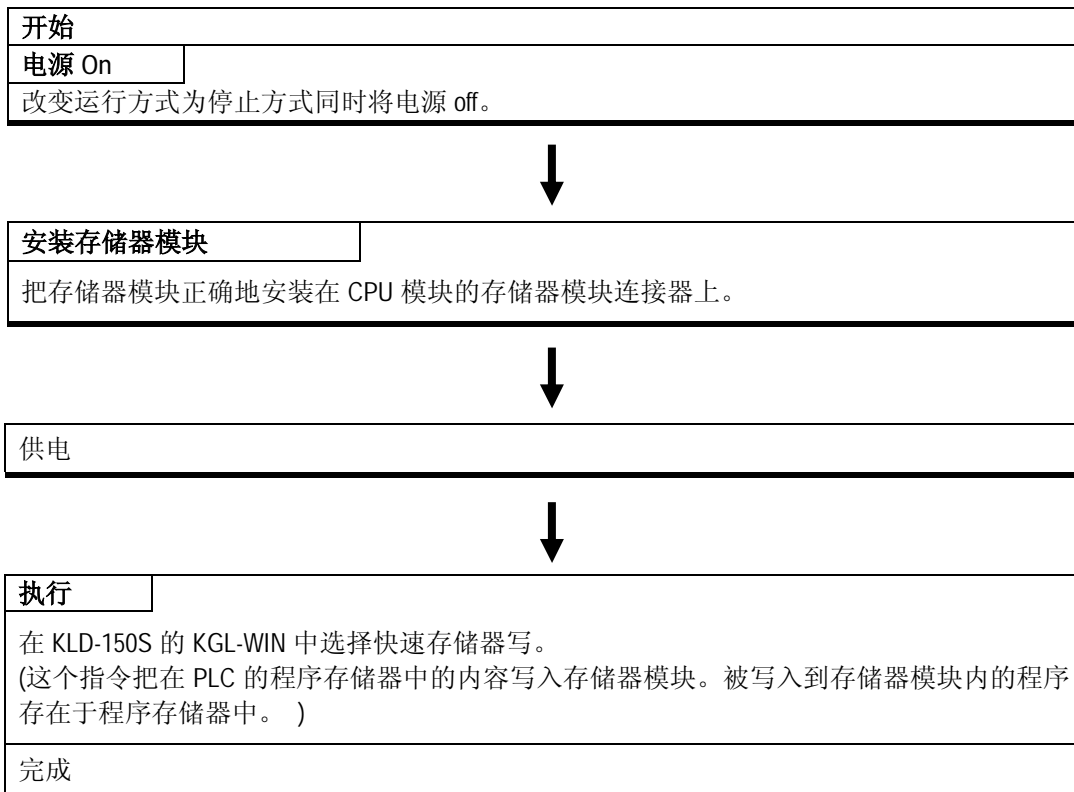 开始
电源 On
改变运行方式为停止方式同时将电源 off。
安装存储器模块
把存储器模块正确地安装在 CPU 模块的存储器模块连接器上。
供电
执行
在 KLD-150S 的 KGL-WIN 中选择快速存储器写。
(这个指令把在 PLC 的程序存储器中的内容写入存储器模块。被写入到存储器模块内的程序
存在于程序存储器中。 )
完成